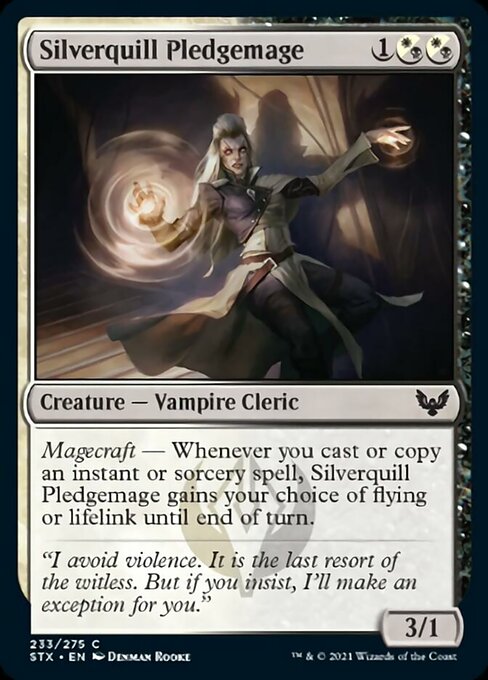 Silverquill Pledgemage 1
Creature — Vampire Cleric
Magecraft — Whenever you cast or copy
an instant or sorcery spell, Silverquill
Pledgemage gains your choice of flying
or lifelink until end of turn.
“I avoid violence. It is the last resort of
the witless. But if you insist, I’ll make an
exception for you.”
3/1
233/275 C
STX • EN Denman Rooke
™ & © 2021 Wizards of the Coast